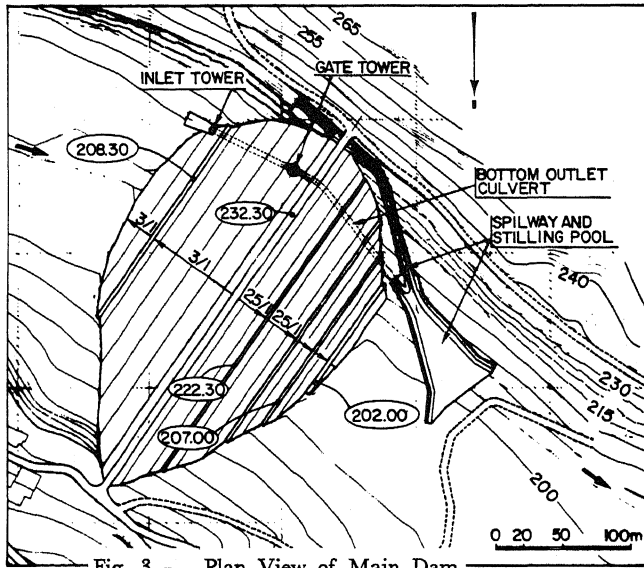 265
255
INLET TOWER
GATE TOWER
208.30
BOTTOM OUTLET
CULVERT
232.30
SPILWAY AND
STILLING POOL
3/1
3/1
240
25/1
25/1
222.30
230
202.00
215
207.00
200
0 20 50 100m
Fig. 3 — Plan View of Main Dam